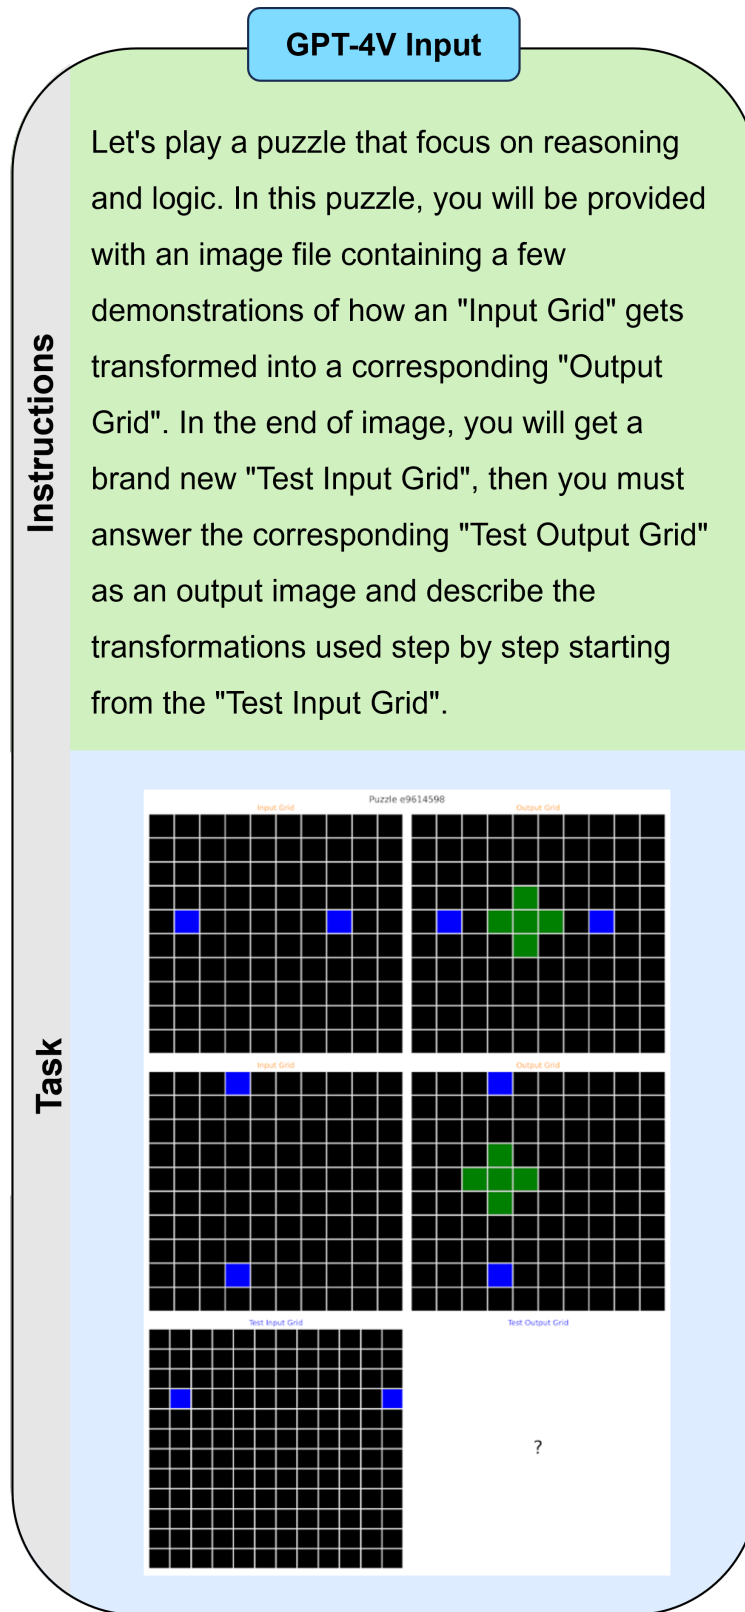 GPT-4V Input
Instructions
Let's play a puzzle that focus on reasoning
and logic. In this puzzle, you will be provided
with an image file containing a few
demonstrations of how an "Input Grid" gets
transformed into a corresponding "Output
Grid". In the end of image, you will get a
brand new "Test Input Grid", then you must
answer the corresponding "Test Output Grid"
as an output image and describe the
transformations used step by step starting
from the "Test Input Grid".
Task
Puzzle e9614598
Input Grid
Output Grid
Input Grid
Output Grid
Test Input Grid
Test Output Grid
?